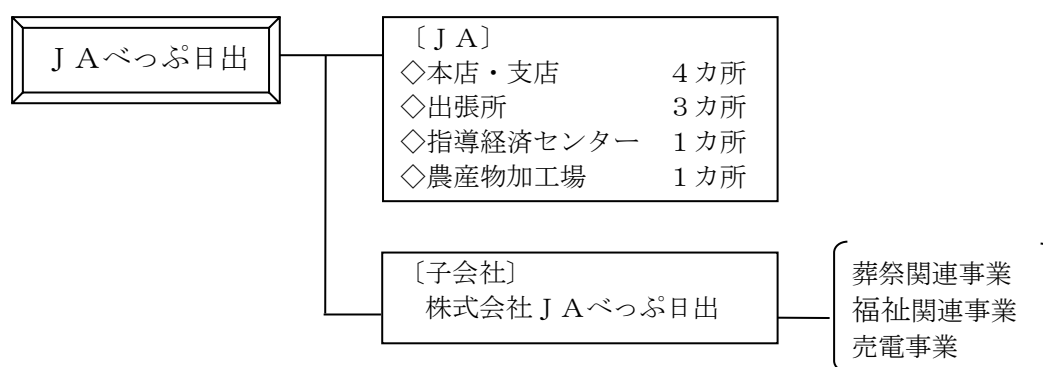 ＪＡべっぷ日出
〔ＪＡ〕
◇本店・支店　４カ所
◇出張所　３カ所
◇指導経済センター　１カ所
◇農産物加工場　１カ所
〔子会社〕
株式会社ＪＡべっぷ日出
葬祭関連事業
福祉関連事業
売電事業